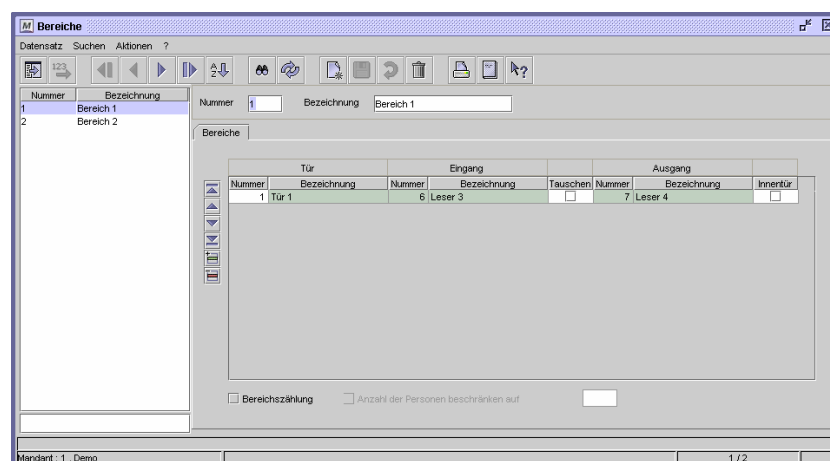 Bereiche
Datensatz Suchen Aktionen ?
123
A
Z
?
Nummer Bezeichnung
1 Bereich 1
2 Bereich 2
Nummer 1 Bezeichnung Bereich 1
Bereiche
Tür Eingang Ausgang
Nummer Bezeichnung Nummer Bezeichnung Tauschen Nummer Bezeichnung Innentür
1 Tür 1 6 Leser 3 7 Leser 4
Bereichszählung Anzahl der Personen beschränken auf
Mandant : 1 , Demo 1 / 2